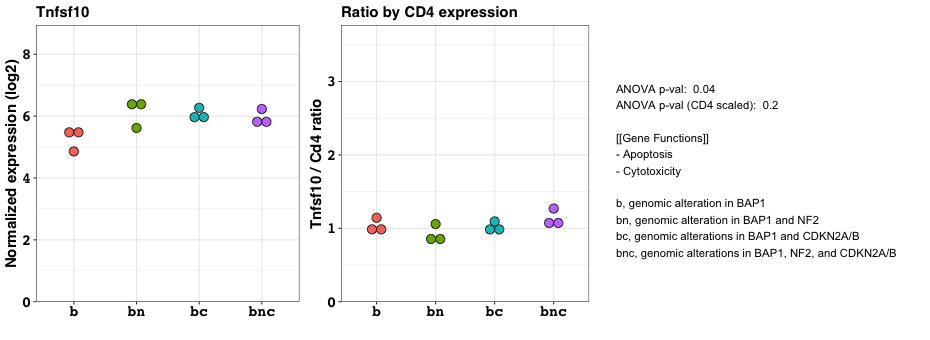 Tnfsf10
Normalized expression (log2)
8
6
4
2
0
b bn bc bnc
Ratio by CD4 expression
Tnfsf10 / Cd4 ratio
3
2
1
0
b bn bc bnc
ANOVA p-val:  0.04
ANOVA p-val (CD4 scaled):  0.2
[[Gene Functions]]
- Apoptosis
- Cytotoxicity
b, genomic alteration in BAP1
bn, genomic alteration in BAP1 and NF2
bc, genomic alterations in BAP1 and CDKN2A/B
bnc, genomic alterations in BAP1, NF2, and CDKN2A/B